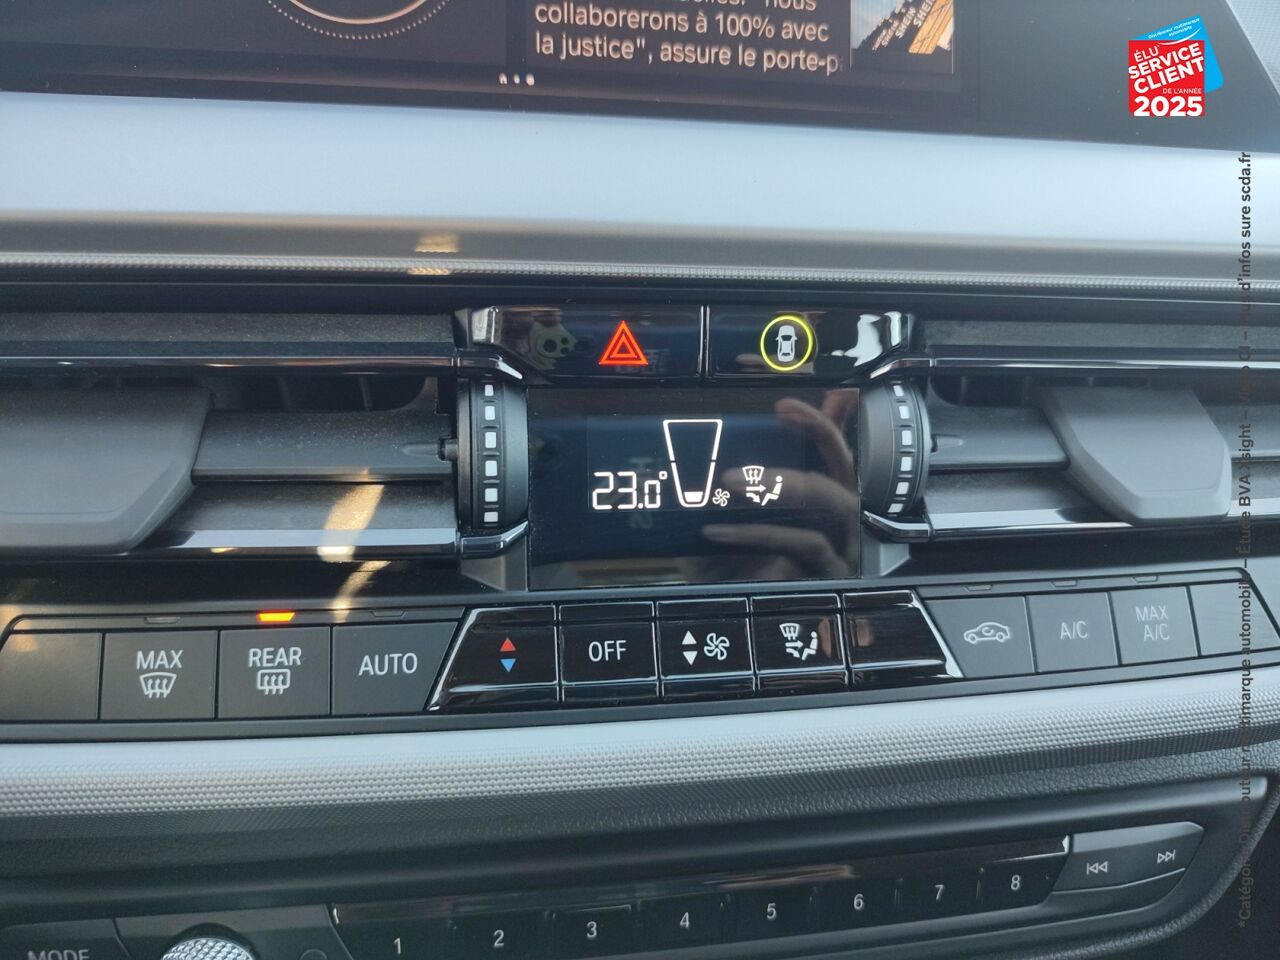 collaborerons à 100% avec
la justice", assure le porte-p
ÉLU
SERVICE
CLIENT
DE L'ANNÉE
2025
23.0°
MAX
REAR
AUTO
OFF
A/C
MAX
A/C
MODE
1
2
3
4
5
6
7
8